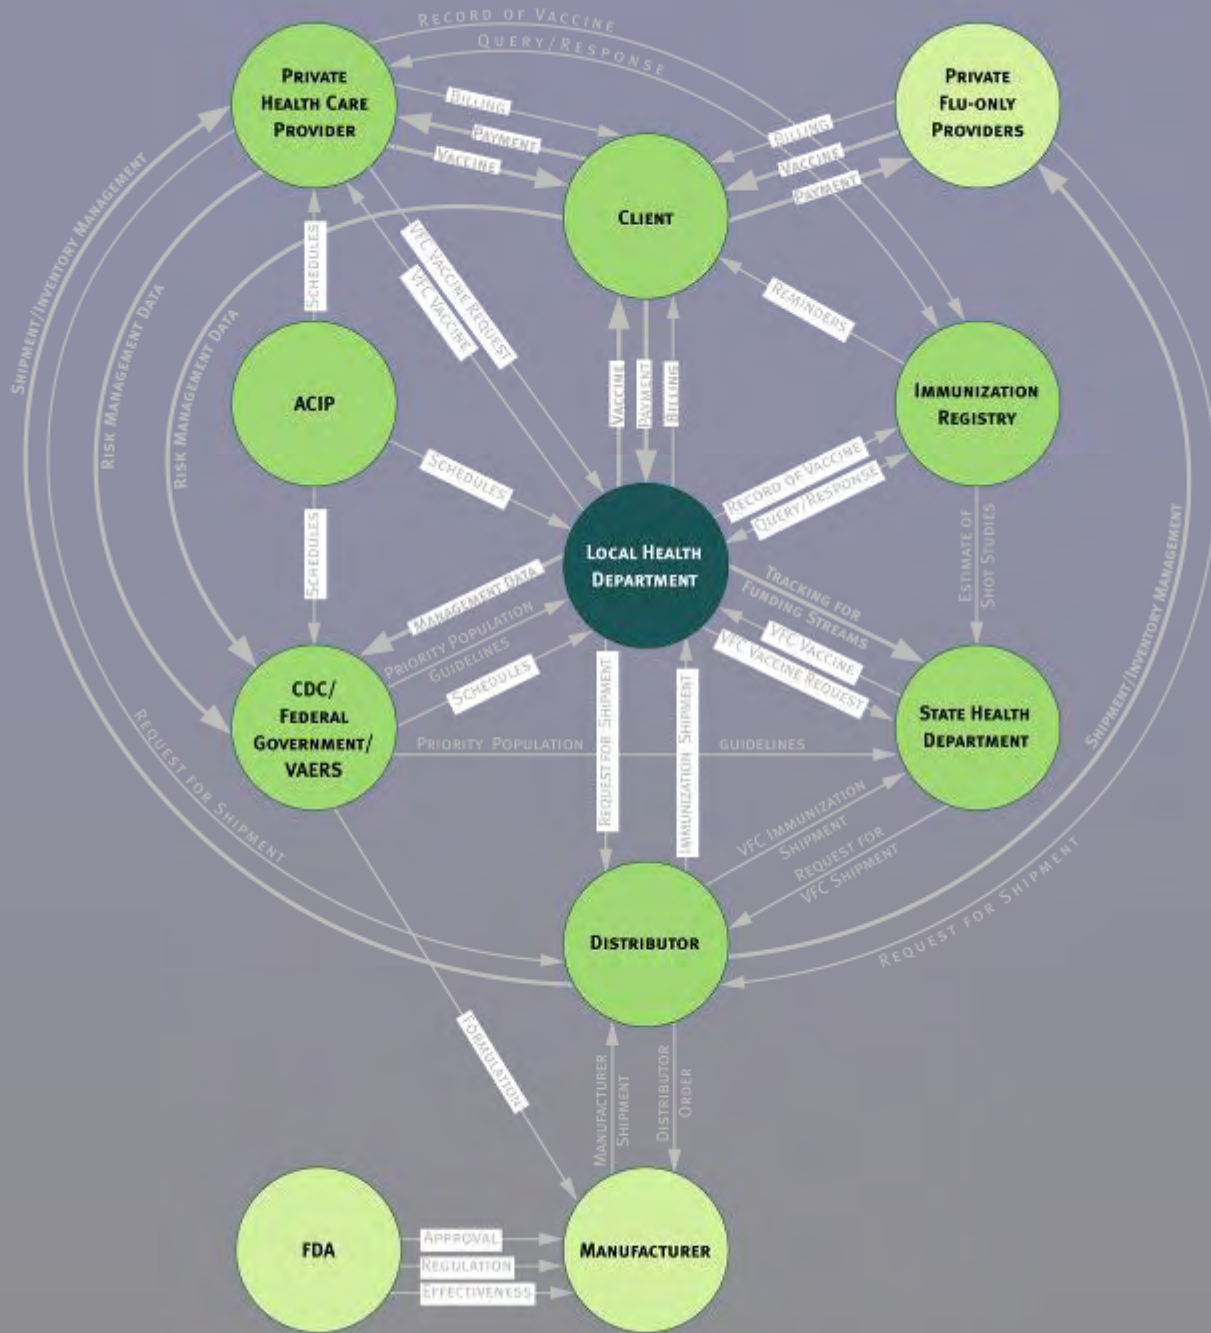 RECORD OF VACCINE
QUERY/RESPONSE
PRIVATE
HEALTH CARE
PROVIDER
PRIVATE
FLU-ONLY
PROVIDERS
BILLING
PAYMENT
VACCINE
BILLING
VACCINE
PAYMENT
CLIENT
SHIPMENT/INVENTORY MANAGEMENT
RISK MANAGEMENT DATA
RISK MANAGEMENT DATA
SCHEDULES
VFC VACCINE REQUEST
VFC VACCINE
REMINDERS
ACIP
VACCINE
PAYMENT
BILLING
IMMUNIZATION
REGISTRY
SCHEDULES
RECORD OF VACCINE
QUERY/RESPONSE
SCHEDULES
LOCAL HEALTH
DEPARTMENT
ESTIMATE OF
SHOT STUDIES
MANAGEMENT DATA
PRIORITY POPULATION
GUIDELINES
SCHEDULES
TRACKING FOR
FUNDING STREAMS
VFC VACCINE
VFC VACCINE REQUEST
SHIPMENT/INVENTORY MANAGEMENT
CDC/
FEDERAL
GOVERNMENT/
VAERS
STATE HEALTH
DEPARTMENT
PRIORITY POPULATION GUIDELINES
REQUEST FOR SHIPMENT
REQUEST FOR SHIPMENT
IMMUNIZATION SHIPMENT
VFC IMMUNIZATION
SHIPMENT
REQUEST FOR
VFC SHIPMENT
REQUEST FOR SHIPMENT
DISTRIBUTOR
FORMULATION
MANUFACTURER
SHIPMENT
DISTRIBUTOR
ORDER
FDA
APPROVAL
REGULATION
EFFECTIVENESS
MANUFACTURER